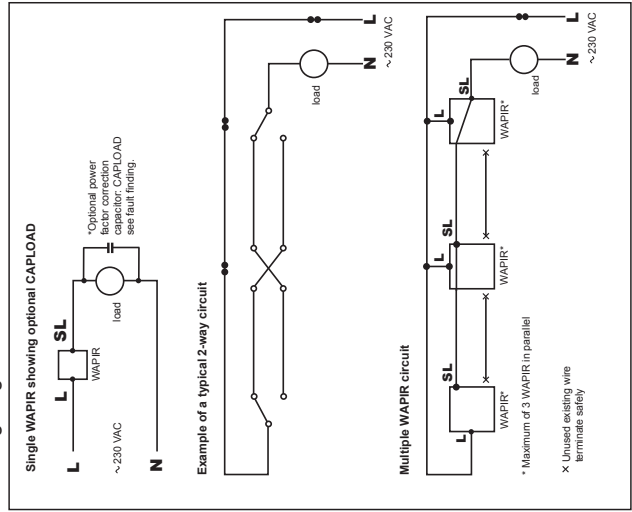 Single WAPIR showing optional CAPLOAD
L
~230 VAC
N
L
SL
WAPIR
load
*Optional power
factor correction
capacitor: CAPLOAD
see fault finding.
Example of a typical 2-way circuit
load
L
N
~230 VAC
Multiple WAPIR circuit
L
SL
WAPIR*
L
SL
WAPIR*
L
SL
WAPIR*
load
L
N
~230 VAC
* Maximum of 3 WAPIR in parallel
× Unused existing wire
terminate safely